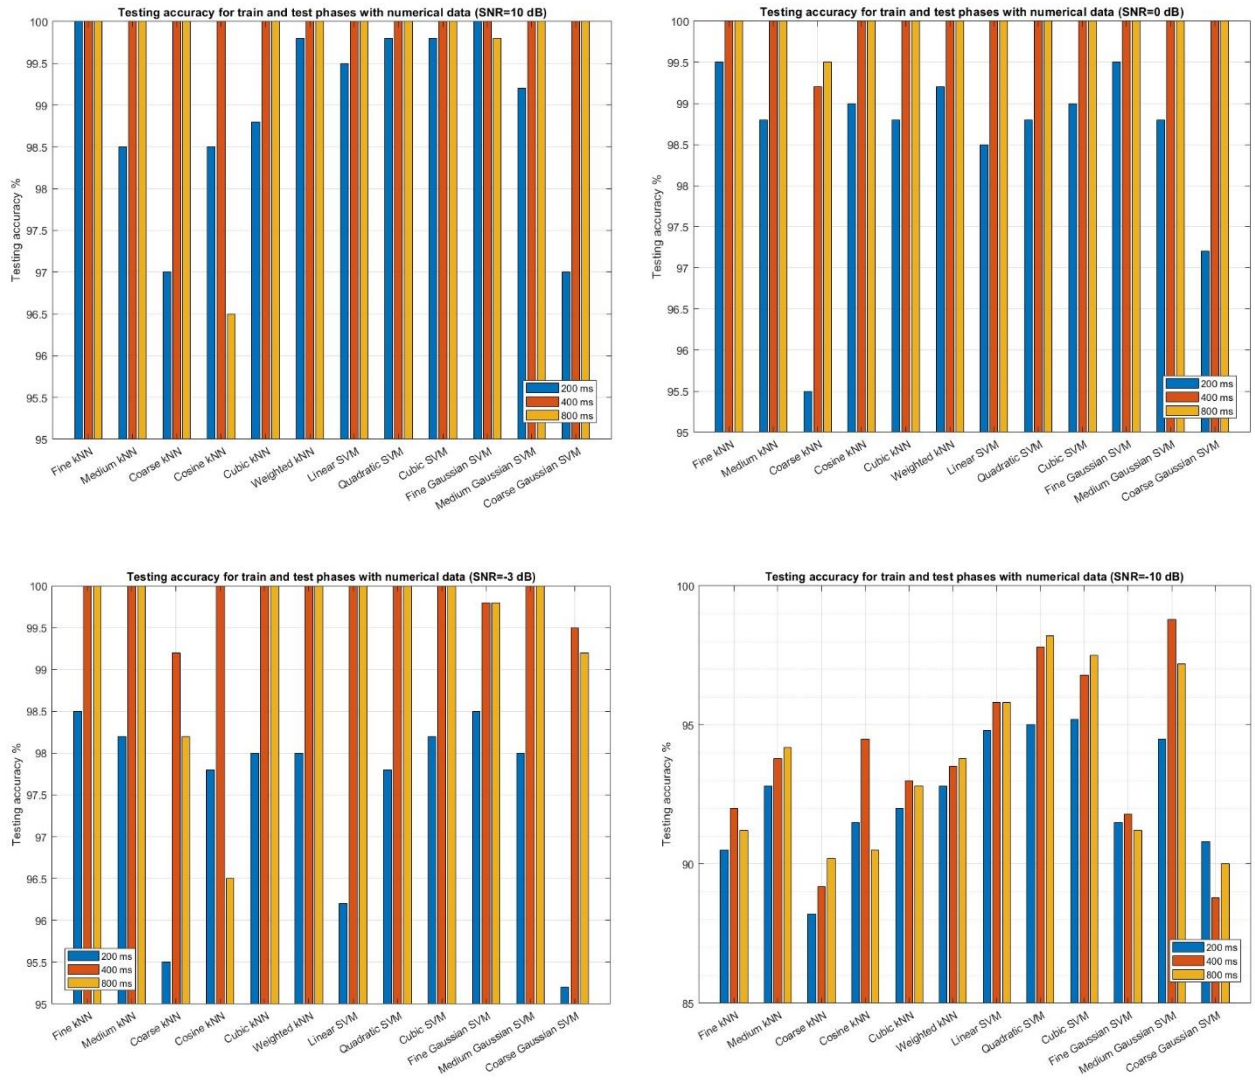 Testing accuracy for train and test phases with numerical data (SNR=10 dB)
100
99.5
99
98.5
98
97.5
97
96.5
96
95.5
95
Testing accuracy %
200 ms
400 ms
800 ms
Fine kNN
Medium kNN
Coarse kNN
Cosine kNN
Cubic kNN
Weighted kNN
Linear SVM
Quadratic SVM
Cubic SVM
Fine Gaussian SVM
Medium Gaussian SVM
Coarse Gaussian SVM
Testing accuracy for train and test phases with numerical data (SNR=0 dB)
100
99.5
99
98.5
98
97.5
97
96.5
96
95.5
95
Testing accuracy %
200 ms
400 ms
800 ms
Fine kNN
Medium kNN
Coarse kNN
Cosine kNN
Cubic kNN
Weighted kNN
Linear SVM
Quadratic SVM
Cubic SVM
Fine Gaussian SVM
Medium Gaussian SVM
Coarse Gaussian SVM
Testing accuracy for train and test phases with numerical data (SNR=-3 dB)
100
99.5
99
98.5
98
97.5
97
96.5
96
95.5
95
Testing accuracy %
200 ms
400 ms
800 ms
Fine kNN
Medium kNN
Coarse kNN
Cosine kNN
Cubic kNN
Weighted kNN
Linear SVM
Quadratic SVM
Cubic SVM
Fine Gaussian SVM
Medium Gaussian SVM
Coarse Gaussian SVM
Testing accuracy for train and test phases with numerical data (SNR=-10 dB)
100
95
90
85
Testing accuracy %
200 ms
400 ms
800 ms
Fine kNN
Medium kNN
Coarse kNN
Cosine kNN
Cubic kNN
Weighted kNN
Linear SVM
Quadratic SVM
Cubic SVM
Fine Gaussian SVM
Medium Gaussian SVM
Coarse Gaussian SVM